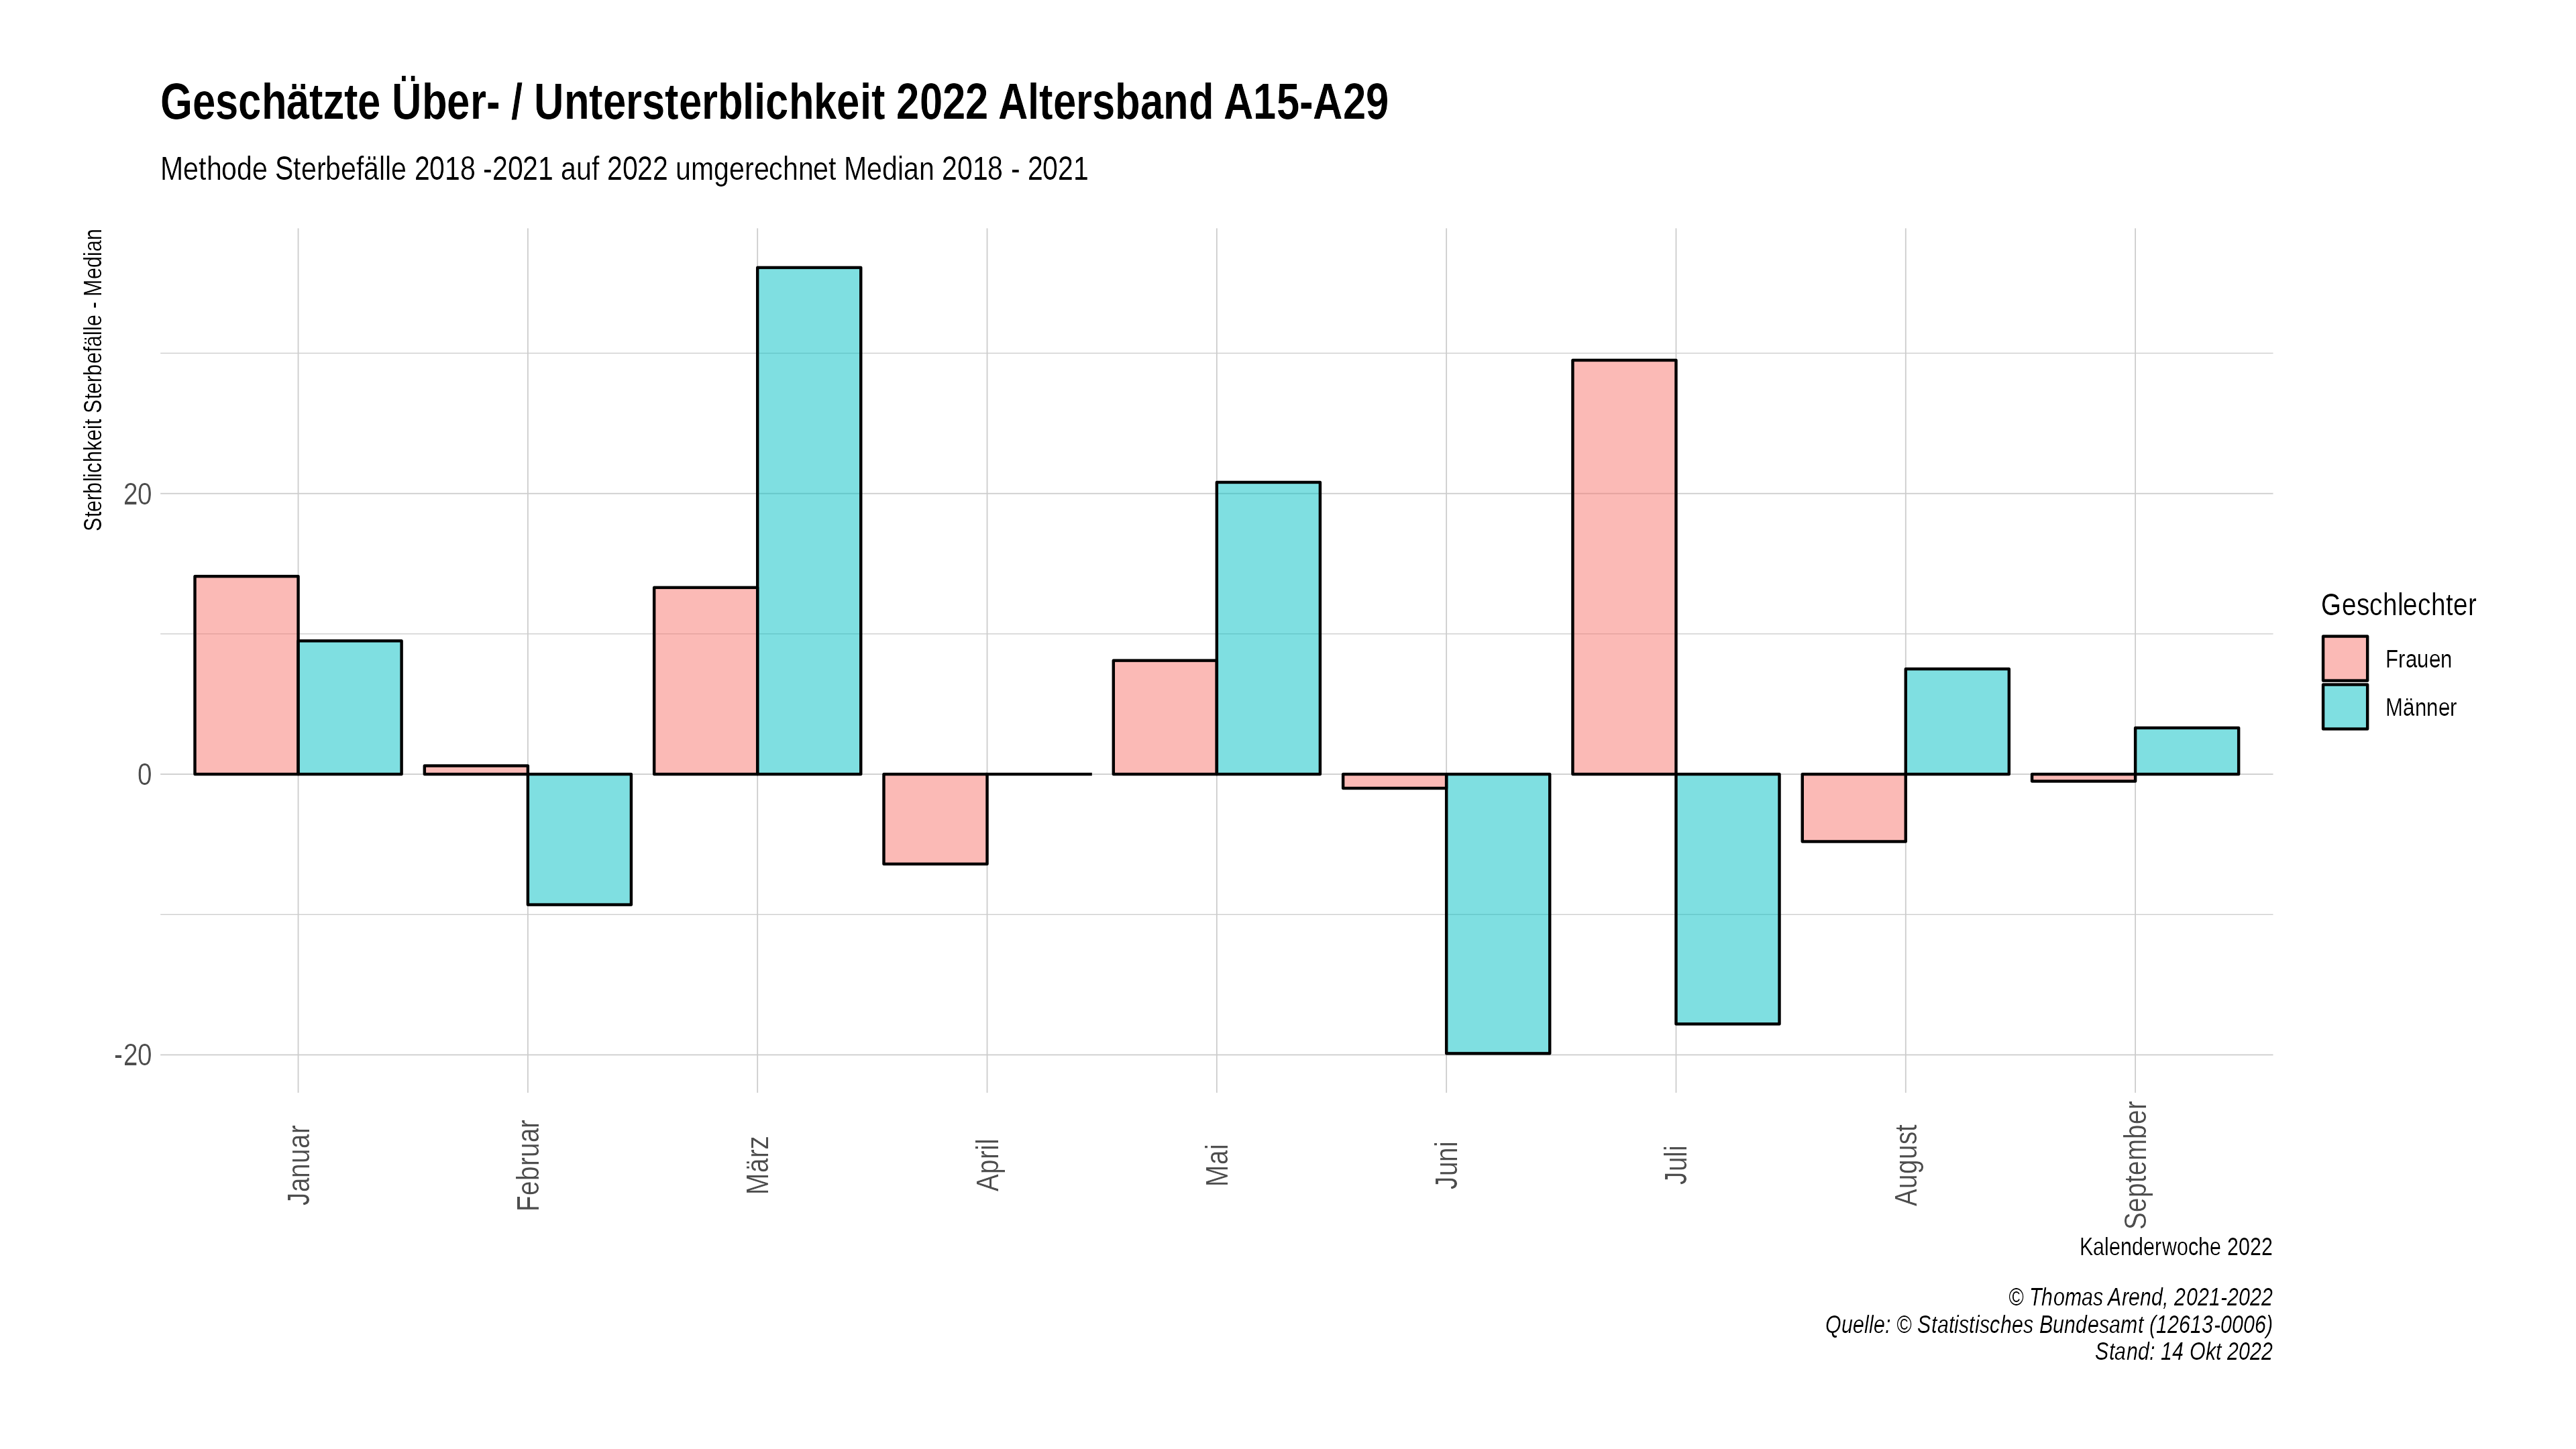 Geschätzte Über- / Untersterblichkeit 2022 Altersband A15-A29
Methode Sterbefälle 2018 -2021 auf 2022 umgerechnet Median 2018 - 2021
Sterblichkeit Sterbefälle - Median
20
0
-20
Geschlechter
Frauen
Männer
Januar
Februar
März
April
Mai
Juni
Juli
August
September
Kalenderwoche 2022
© Thomas Arend, 2021-2022
Quelle: © Statistisches Bundesamt (12613-0006)
Stand: 14 Okt 2022